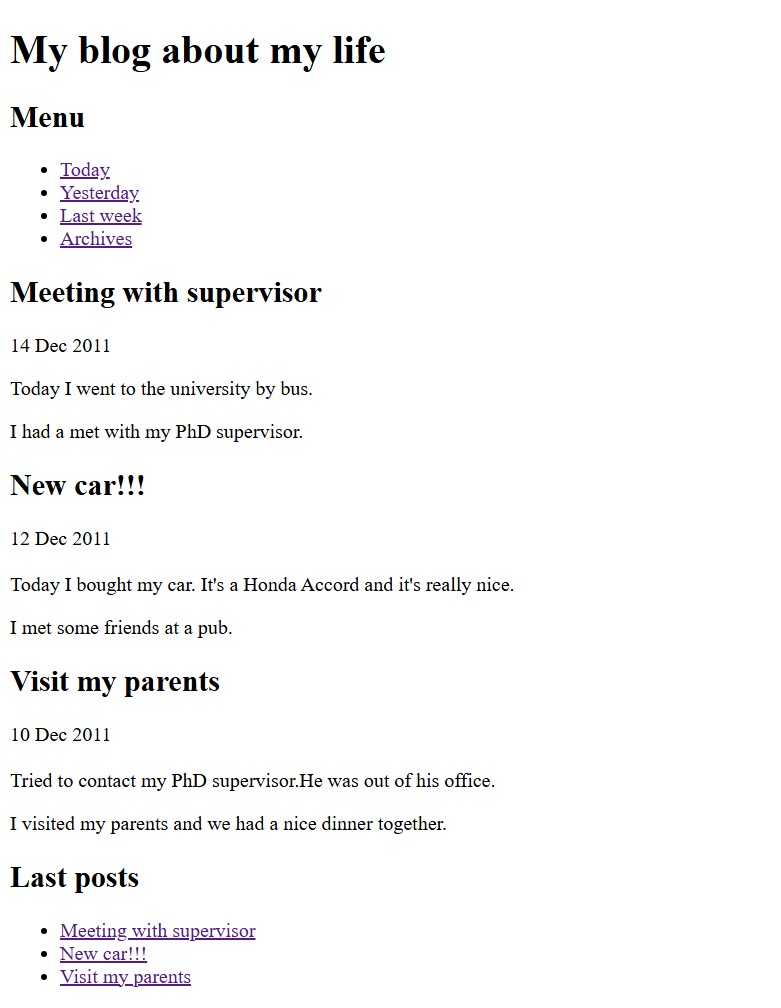 My blog about my life
Menu
Today
Yesterday
Last week
Archives
Meeting with supervisor
14 Dec 2011
Today I went to the university by bus.
I had a met with my PhD supervisor.
New car!!!
12 Dec 2011
Today I bought my car. It's a Honda Accord and it's really nice.
I met some friends at a pub.
Visit my parents
10 Dec 2011
Tried to contact my PhD supervisor.He was out of his office.
I visited my parents and we had a nice dinner together.
Last posts
Meeting with supervisor
New car!!!
Visit my parents